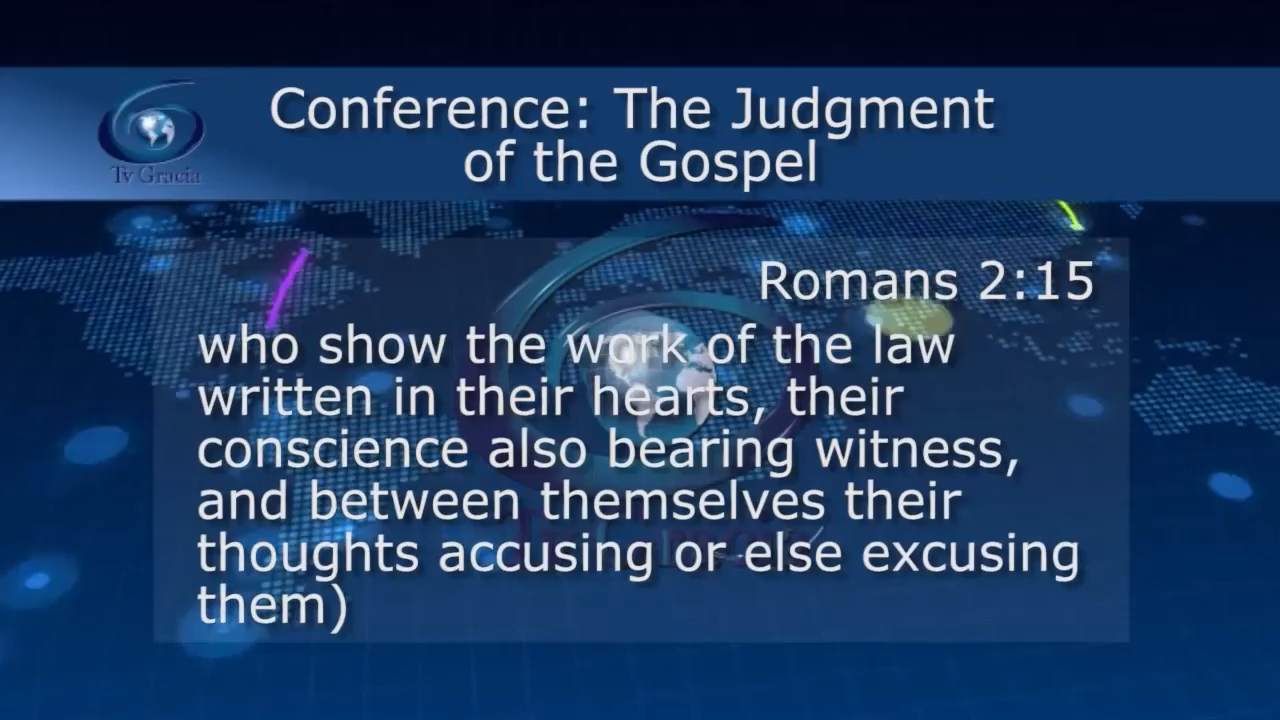 Conference: The Judgment
of the Gospel
Tv Gracia
Romans 2:15
who show the work of the law
written in their hearts, their
conscience also bearing witness,
and between themselves their
thoughts accusing or else excusing
them)